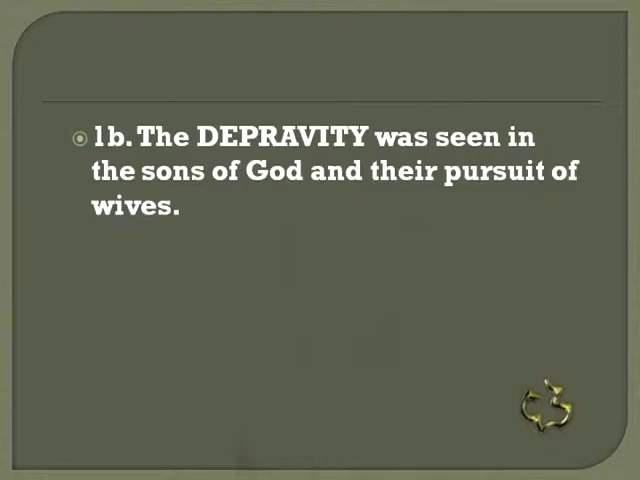 1b. The DEPRAVITY was seen in
the sons of God and their pursuit of
wives.